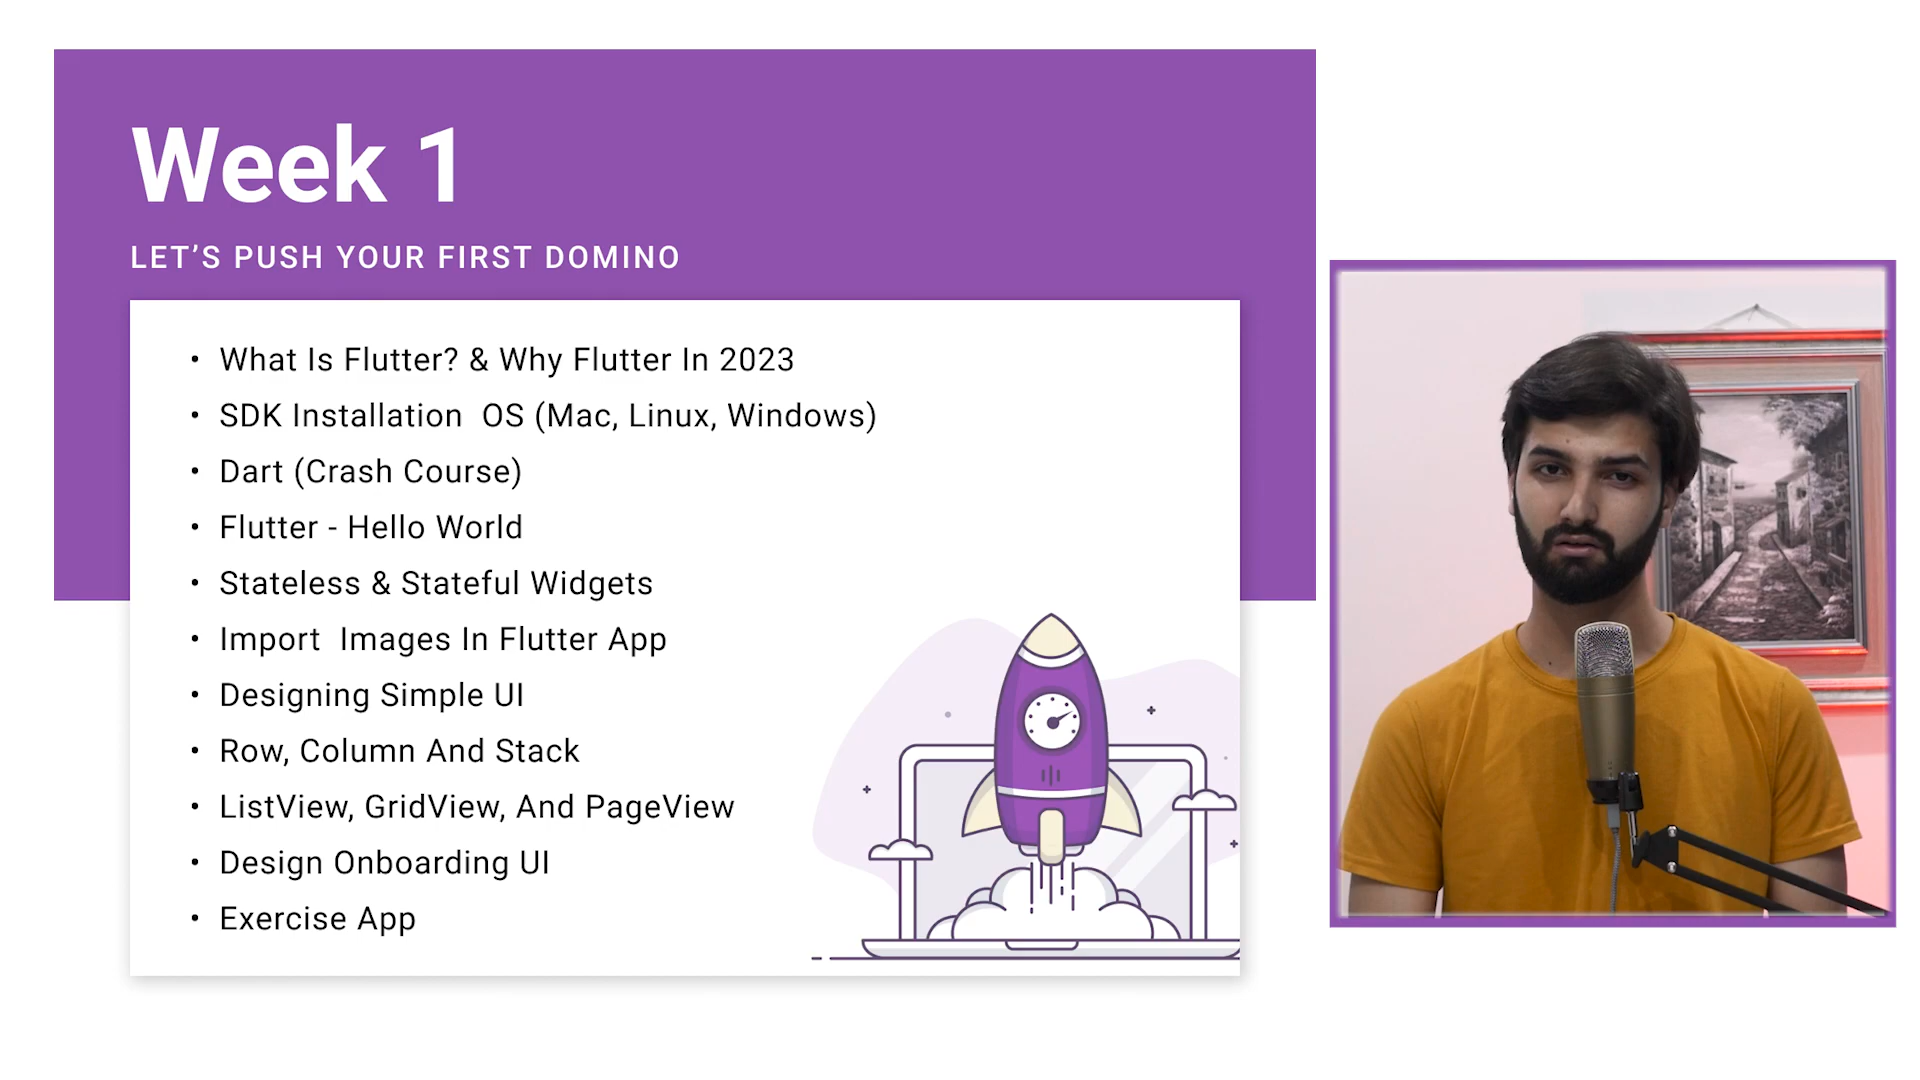 Week 1
LET’S PUSH YOUR FIRST DOMINO
• What Is Flutter? & Why Flutter In 2023
• SDK Installation  OS (Mac, Linux, Windows)
• Dart (Crash Course)
• Flutter - Hello World
• Stateless & Stateful Widgets
• Import  Images In Flutter App
• Designing Simple UI
• Row, Column And Stack
• ListView, GridView, And PageView
• Design Onboarding UI
• Exercise App